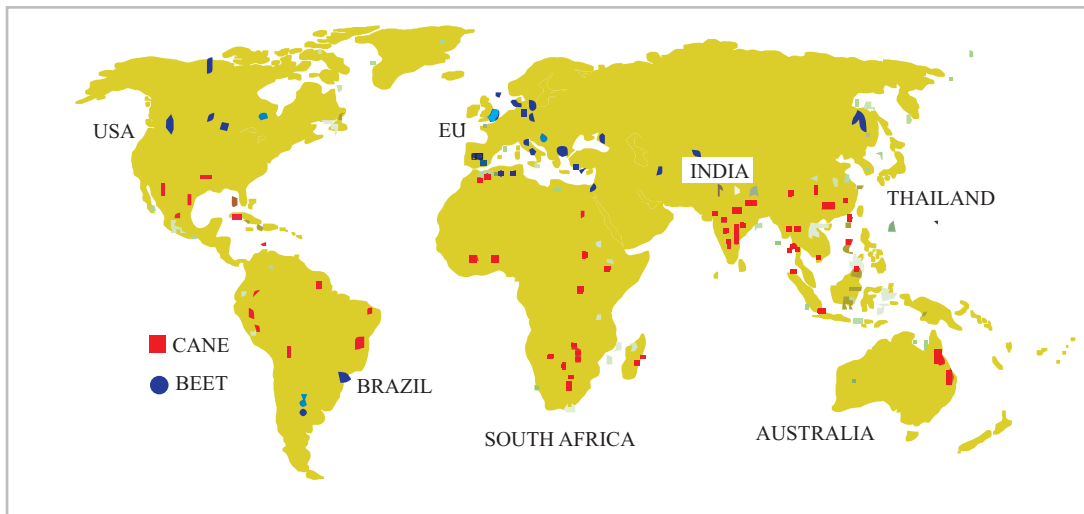 USA
EU
INDIA
THAILAND
CANE
BEET
BRAZIL
SOUTH AFRICA
AUSTRALIA